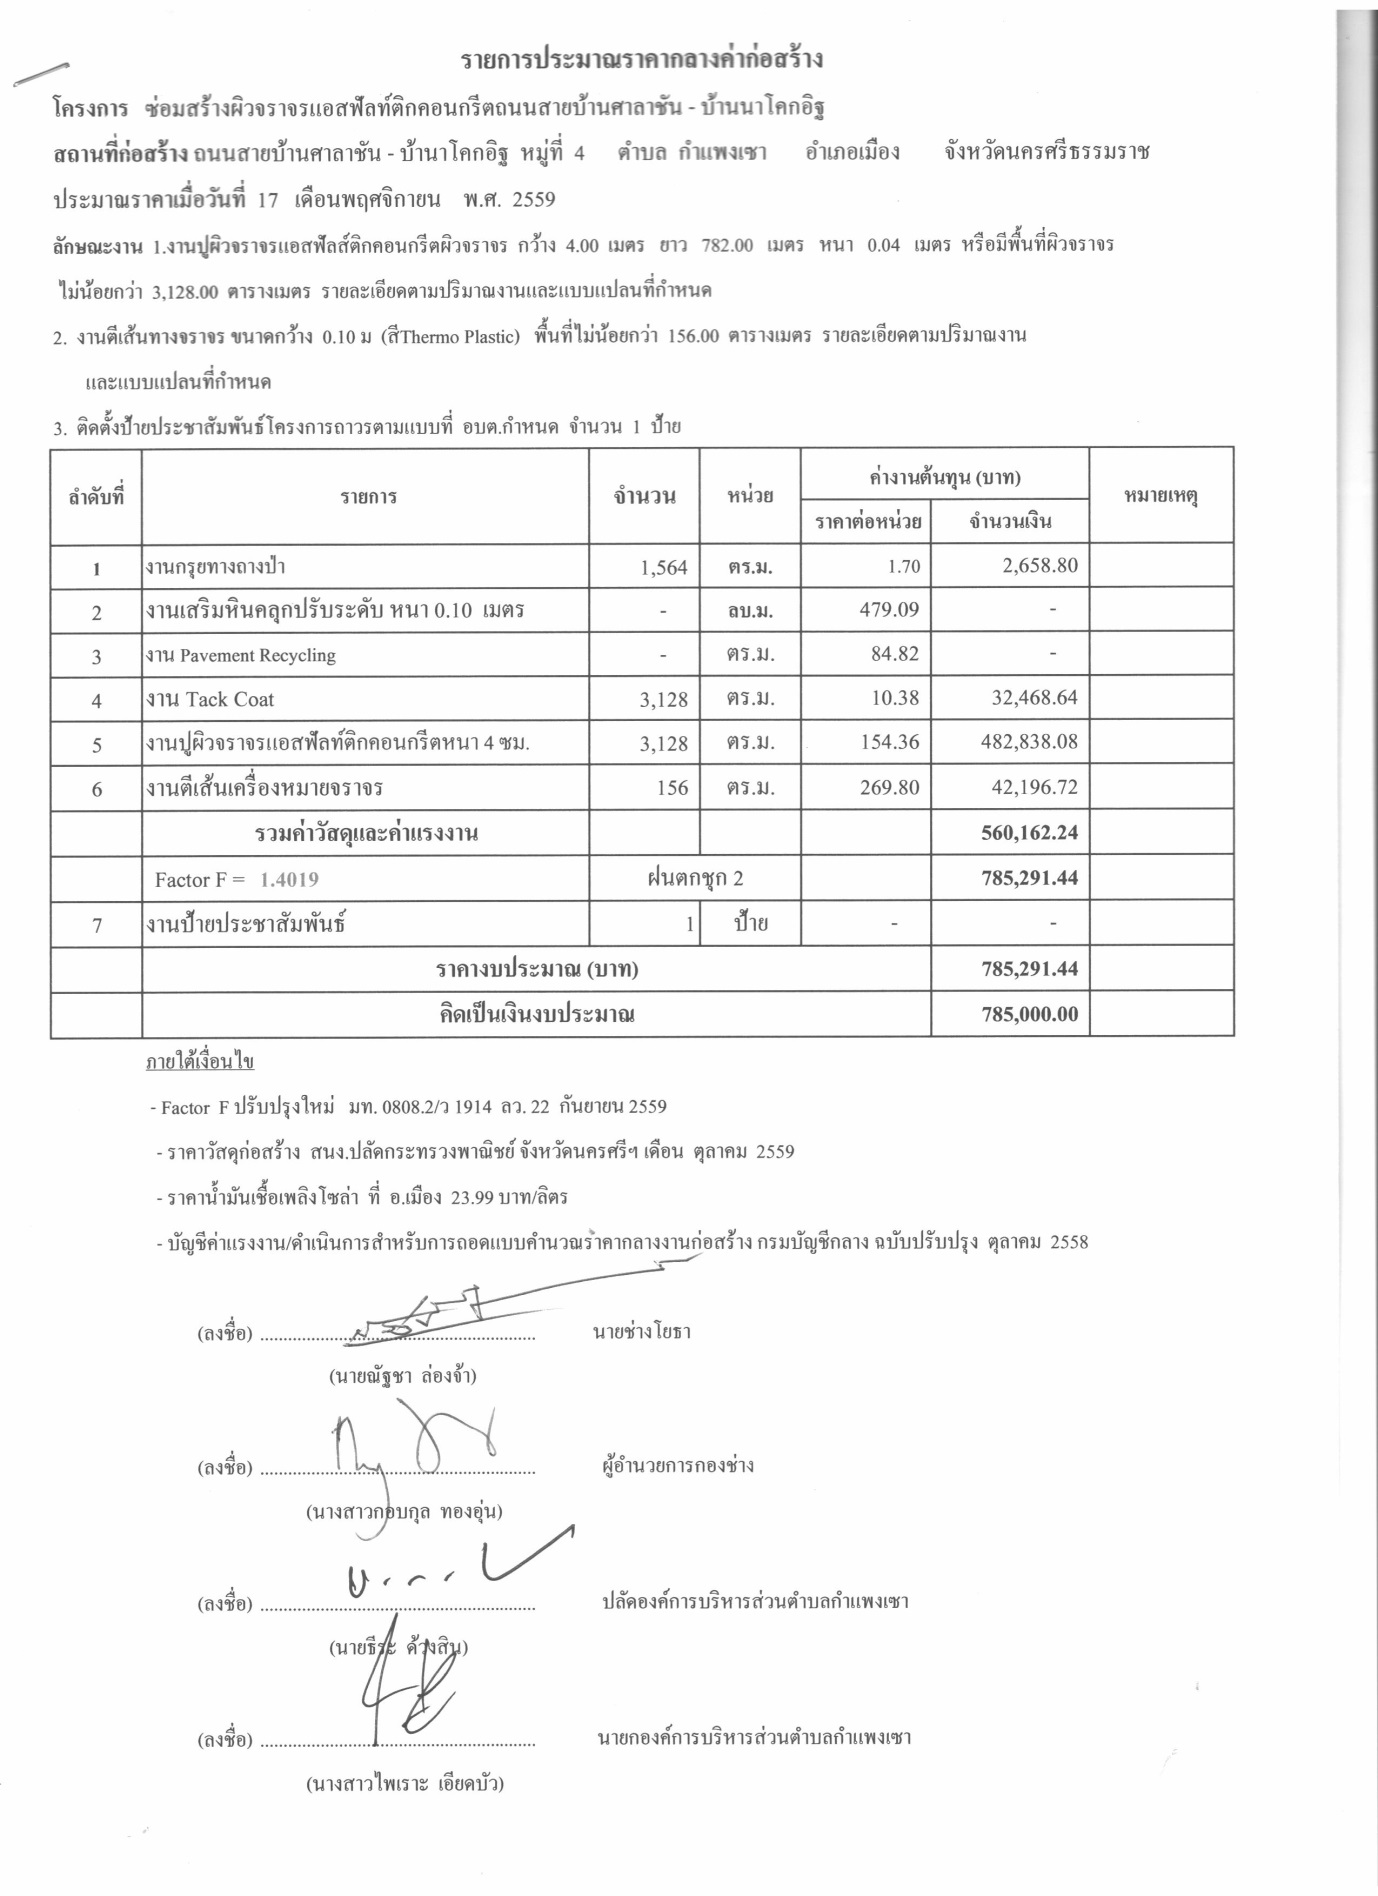 รายการประมาณราคากลางค่าก่อสร้าง
โครงการ ซ่อมสร้างผิวจราจรแอสฟัลท์ติกคอนกรีตถนนสายบ้านศาลาชัน - บ้านนาโคกอิฐ
สถานที่ก่อสร้าง ถนนสายบ้านศาลาชัน - บ้านาโคกอิฐ หมู่ที่ 4 ตำบล กำแพงเซา อำเภอเมือง จังหวัดนครศรีธรรมราช
ประมาณราคาเมื่อวันที่ 17 เดือนพฤศจิกายน พ.ศ. 2559
ลักษณะงาน 1.งานปูผิวจราจรแอสฟัลส์ติกคอนกรีตผิวจราจร กว้าง 4.00 เมตร ยาว 782.00 เมตร หนา 0.04 เมตร หรือมีพื้นที่ผิวจราจร
ไม่น้อยกว่า 3,128.00 ตารางเมตร รายละเอียดตามปริมาณงานและแบบแปลนที่กำหนด
2. งานตีเส้นทางจราจร ขนาดกว้าง 0.10 ม (สีThermo Plastic) พื้นที่ไม่น้อยกว่า 156.00 ตารางเมตร รายละเอียดตามปริมาณงาน
และแบบแปลนที่กำหนด
3. ติดตั้งป้ายประชาสัมพันธ์โครงการถาวรตามแบบที่ อบต.กำหนด จำนวน 1 ป้าย
ลำดับที่ รายการ จำนวน หน่วย ค่างานต้นทุน (บาท) หมายเหตุ
ราคาต่อหน่วย จำนวนเงิน
1 งานกรุยทางถางป่า 1,564 ตร.ม. 1.70 2,658.80
2 งานเสริมหินคลุกปรับระดับ หนา 0.10 เมตร - ลบ.ม. 479.09 -
3 งาน Pavement Recycling - ตร.ม. 84.82 -
4 งาน Tack Coat 3,128 ตร.ม. 10.38 32,468.64
5 งานปูผิวจราจรแอสฟัลท์ติกคอนกรีตหนา 4 ซม. 3,128 ตร.ม. 154.36 482,838.08
6 งานตีเส้นเครื่องหมายจราจร 156 ตร.ม. 269.80 42,196.72
รวมค่าวัสดุและค่าแรงงาน 560,162.24
Factor F = 1.4019 ฝนตกชุก 2 785,291.44
7 งานป้ายประชาสัมพันธ์ 1 ป้าย - -
ราคางบประมาณ (บาท) 785,291.44
คิดเป็นเงินงบประมาณ 785,000.00
ภายใต้เงื่อนไข
- Factor F ปรับปรุงใหม่ มท. 0808.2/ว 1914 ลว. 22 กันยายน 2559
- ราคาวัสดุก่อสร้าง สนง.ปลัดกระทรวงพาณิชย์ จังหวัดนครศรีฯ เดือน ตุลาคม 2559
- ราคาน้ำมันเชื้อเพลิงโซล่า ที่ อ.เมือง 23.99 บาท/ลิตร
- บัญชีค่าแรงงาน/ดำเนินการสำหรับการถอดแบบคำนวณราคากลางงานก่อสร้าง กรมบัญชีกลาง ฉบับปรับปรุง ตุลาคม 2558
(ลงชื่อ) ........................................ นายช่างโยธา
(นายณัฐชา ล่องจ้า)
(ลงชื่อ) ........................................ ผู้อำนวยการกองช่าง
(นางสาวกอบกุล ทองอุ่น)
(ลงชื่อ) ........................................ ปลัดองค์การบริหารส่วนตำบลกำแพงเซา
(นายธีระ ด้วงสิน)
(ลงชื่อ) ........................................ นายกองค์การบริหารส่วนตำบลกำแพงเซา
(นางสาวไพเราะ เอียดบัว)